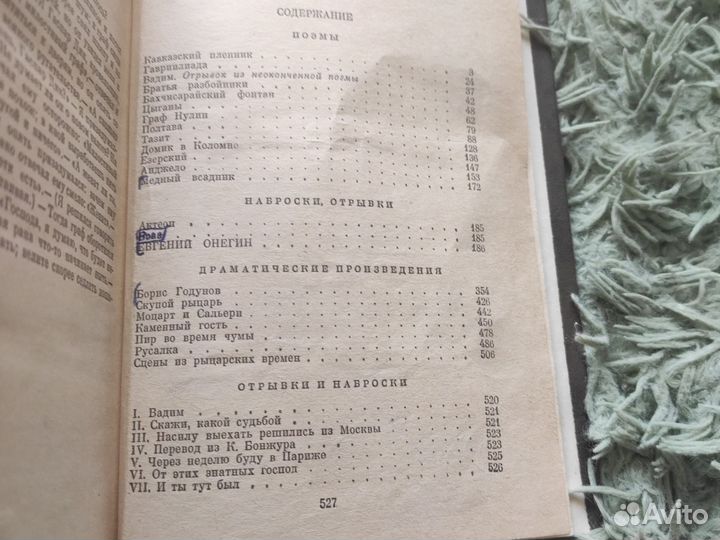 СОДЕРЖАНИЕ
ПОЭМЫ
Кавказский пленник 3
Гавриилиада 24
Вадим. Отрывок из неоконченной поэмы 37
Братья разбойники 42
Бахчисарайский фонтан 48
Цыганы 62
Граф Нулин 79
Полтава 88
Тазит 128
Домик в Коломне 136
Езерский 147
Анджело 153
Медный всадник 172
НАБРОСКИ, ОТРЫВКИ
Актеон 185
Бова 185
ЕВГЕНИЙ ОНЕГИН 186
ДРАМАТИЧЕСКИЕ ПРОИЗВЕДЕНИЯ
Борис Годунов 354
Скупой рыцарь 426
Моцарт и Сальери 442
Каменный гость 450
Пир во время чумы 478
Русалка 486
Сцены из рыцарских времен 506
ОТРЫВКИ И НАБРОСКИ
I. Вадим 520
II. Скажи, какой судьбой 521
III. Насилу выехать решились из Москвы 521
IV. Перевод из К. Бонжура 523
V. Через неделю буду в Париже 523
VI. От этих знатных господ 525
VII. И ты тут был 526
527
Avito